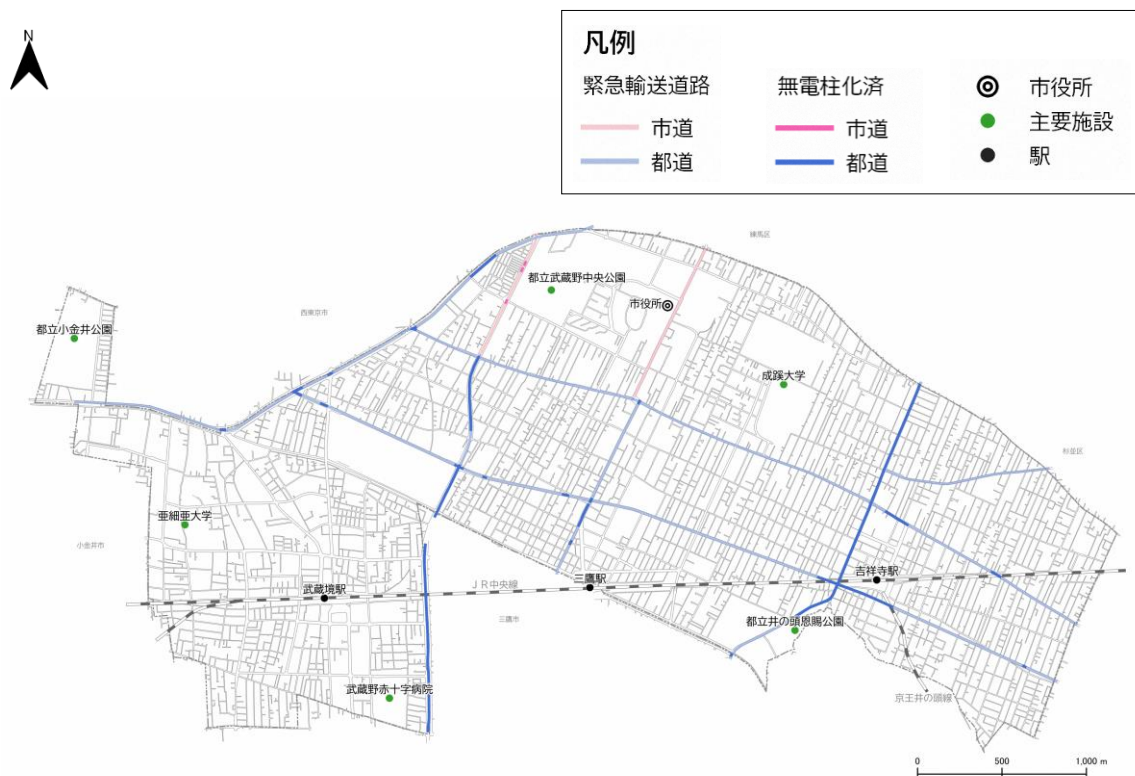 N
凡例
緊急輸送道路
無電柱化済
市役所
市道
市道
主要施設
都道
都道
駅
練馬区
都立武蔵野中央公園
市役所
西東京市
都立小金井公園
成蹊大学
杉並区
亜細亜大学
小金井市
吉祥寺駅
三鷹駅
JR中央線
武蔵境駅
三鷹市
都立井の頭恩賜公園
武蔵野赤十字病院
京王井の頭線
0 500 1,000 m